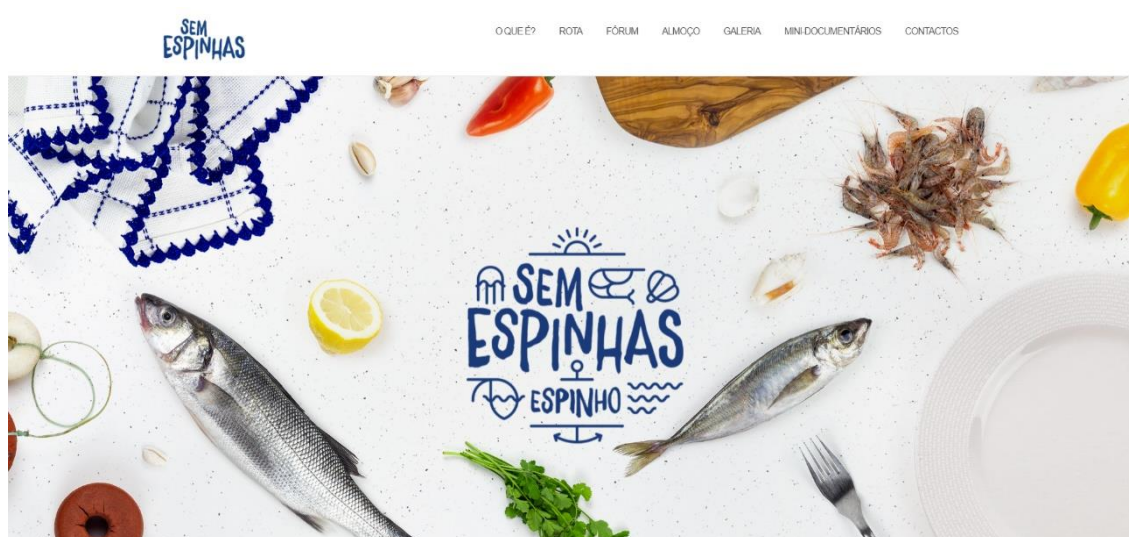 SEM
ESPINHAS
O QUE É? ROTA FÓRUM ALMOÇO GALERIA MINI-DOCUMENTÁRIOS CONTACTOS
SEM
ESPINHAS
ESPINHO